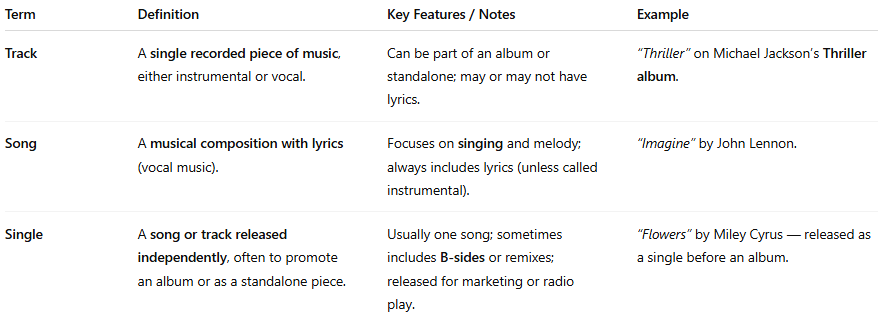 Term Definition Key Features / Notes Example
Track A single recorded piece of music, Can be part of an album or “Thriller” on Michael Jackson’s Thriller
either instrumental or vocal. standalone; may or may not have album.
lyrics.
Song A musical composition with lyrics Focuses on singing and melody; “Imagine” by John Lennon.
(vocal music). always includes lyrics (unless called
instrumental).
Single A song or track released Usually one song; sometimes “Flowers” by Miley Cyrus — released as
independently, often to promote includes B-sides or remixes; a single before an album.
an album or as a standalone piece. released for marketing or radio
play.